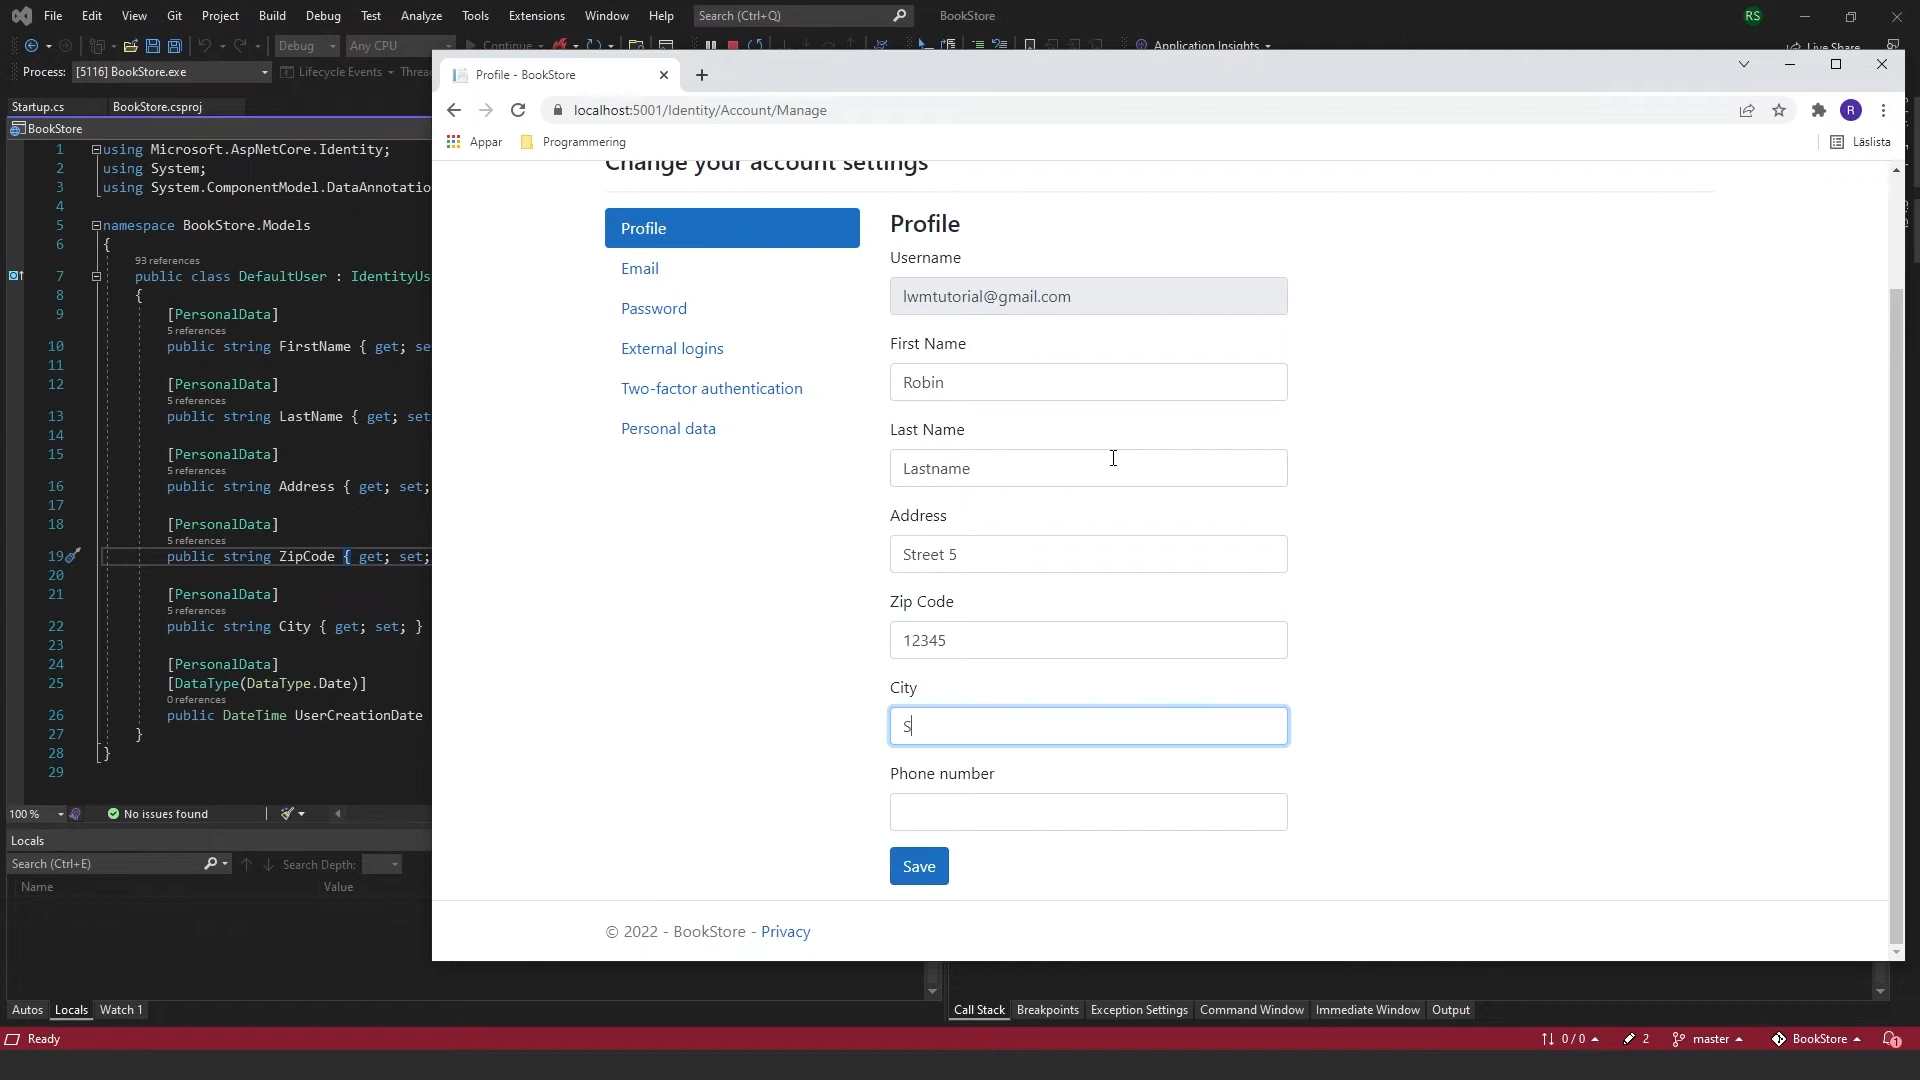 File Edit View Git Project Build Debug Test Analyze Tools Extensions Window Help Search (Ctrl+Q) BookStore RS
Debug Any CPU Continue Application Insights Live Share
Process: [5116] BookStore.exe Lifecycle Events
Startup.cs BookStore.csproj
BookStore
1 using Microsoft.AspNetCore.Identity;
2 using System;
3 using System.ComponentModel.DataAnnotatio
4
5 namespace BookStore.Models
6 {
93 references
7 public class DefaultUser : IdentityUs
8 {
9 [PersonalData]
5 references
10 public string FirstName { get; se
11
12 [PersonalData]
5 references
13 public string LastName { get; set
14
15 [PersonalData]
5 references
16 public string Address { get; set;
17
18 [PersonalData]
5 references
19 public string ZipCode { get; set;
20
21 [PersonalData]
5 references
22 public string City { get; set; }
23
24 [PersonalData]
25 [DataType(DataType.Date)]
0 references
26 public DateTime UserCreationDate
27 }
28 }
29
100 % No issues found
Locals
Search (Ctrl+E) Search Depth:
Name Value
Autos Locals Watch 1
Profile - BookStore
localhost:5001/Identity/Account/Manage R
Appar Programmering Läslista
Change your account settings
Profile
Email
Password
External logins
Two-factor authentication
Personal data
Profile
Username
lwmtutorial@gmail.com
First Name
Robin
Last Name
Lastname
Address
Street 5
Zip Code
12345
City
S
Phone number
Save
© 2022 - BookStore - Privacy
Call Stack Breakpoints Exception Settings Command Window Immediate Window Output
Ready 0 / 0 2 master BookStore 1